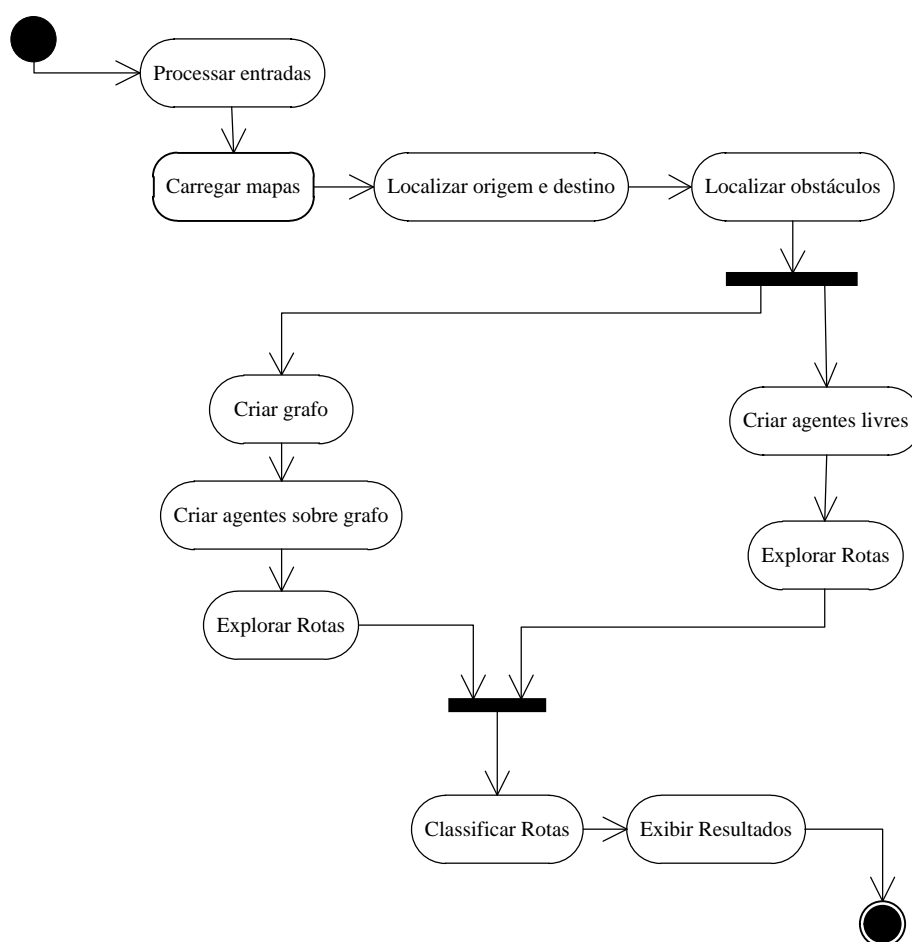 Processar entradas
Carregar mapas
Localizar origem e destino
Localizar obstáculos
Criar grafo
Criar agentes livres
Criar agentes sobre grafo
Explorar Rotas
Explorar Rotas
Classificar Rotas
Exibir Resultados